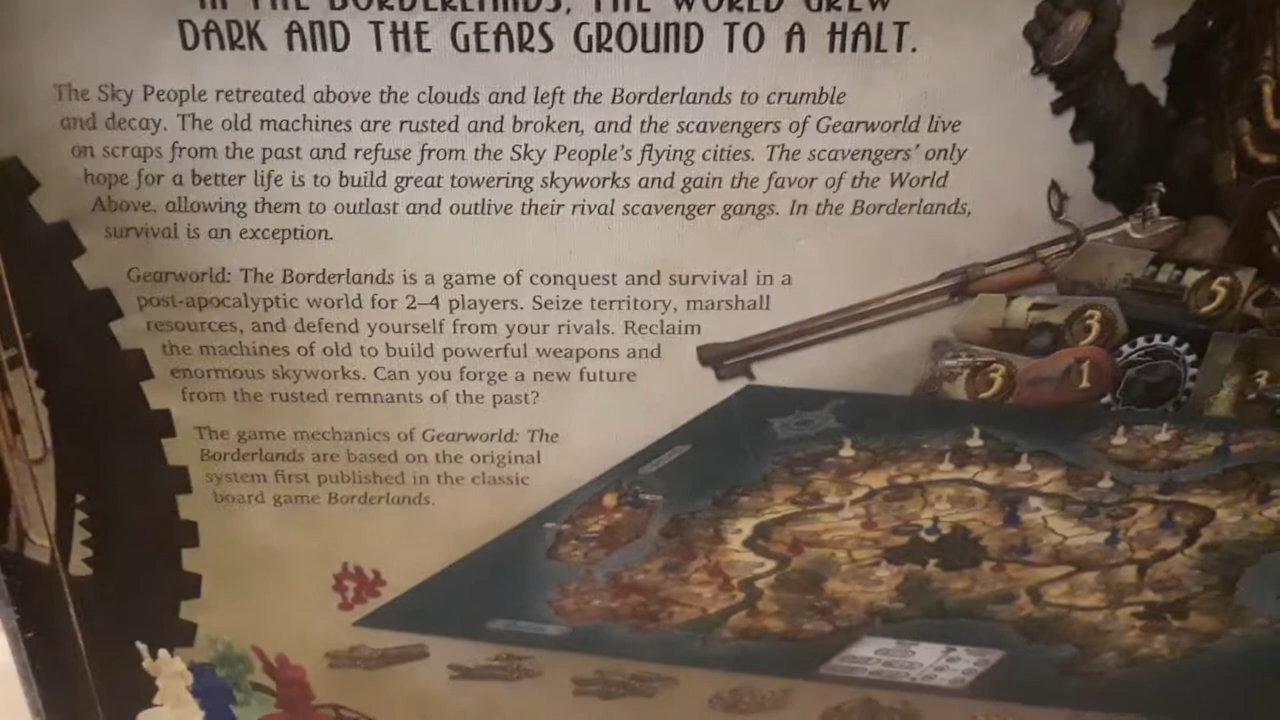 IN THE BORDERLANDS, THE WORLD GREW
DARK AND THE GEARS GROUND TO A HALT.
The Sky People retreated above the clouds and left the Borderlands to crumble
and decay. The old machines are rusted and broken, and the scavengers of Gearworld live
on scraps from the past and refuse from the Sky People's flying cities. The scavengers' only
hope for a better life is to build great towering skyworks and gain the favor of the World
Above, allowing them to outlast and outlive their rival scavenger gangs. In the Borderlands,
survival is an exception.
Gearworld: The Borderlands is a game of conquest and survival in a
post-apocalyptic world for 2–4 players. Seize territory, marshall
resources, and defend yourself from your rivals. Reclaim
the machines of old to build powerful weapons and
enormous skyworks. Can you forge a new future
from the rusted remnants of the past?
The game mechanics of Gearworld: The
Borderlands are based on the original
system first published in the classic
board game Borderlands.
5
3
3
1
3